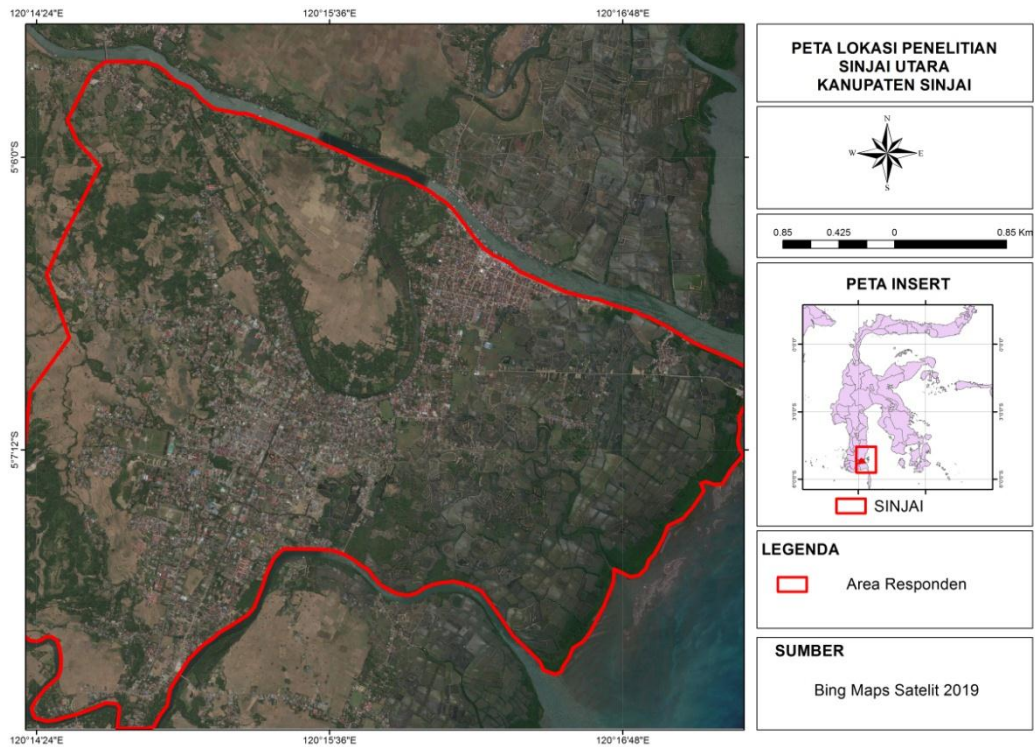 120°14'24"E
120°15'36"E
120°16'48"E
5°6'0"S
5°7'12"S
120°14'24"E
120°15'36"E
120°16'48"E
PETA LOKASI PENELITIAN
SINJAI UTARA
KANUPATEN SINJAI
N
W
E
S
0.85
0.425
0
0.85 Km
PETA INSERT
SINJAI
LEGENDA
Area Responden
SUMBER
Bing Maps Satelit 2019